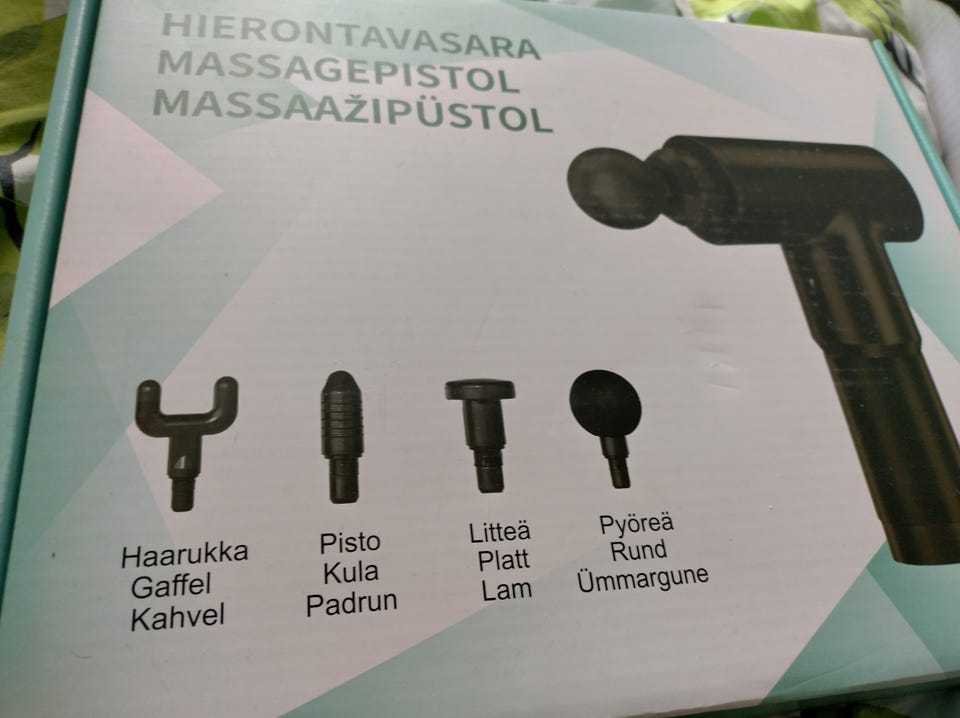 HIERONTAVASARA
MASSAGEPISTOL
MASSAAŽIPÜSTOL
Haarukka
Gaffel
Kahvel
Pisto
Kula
Padrun
Litteä
Platt
Lam
Pyöreä
Rund
Ümmargune